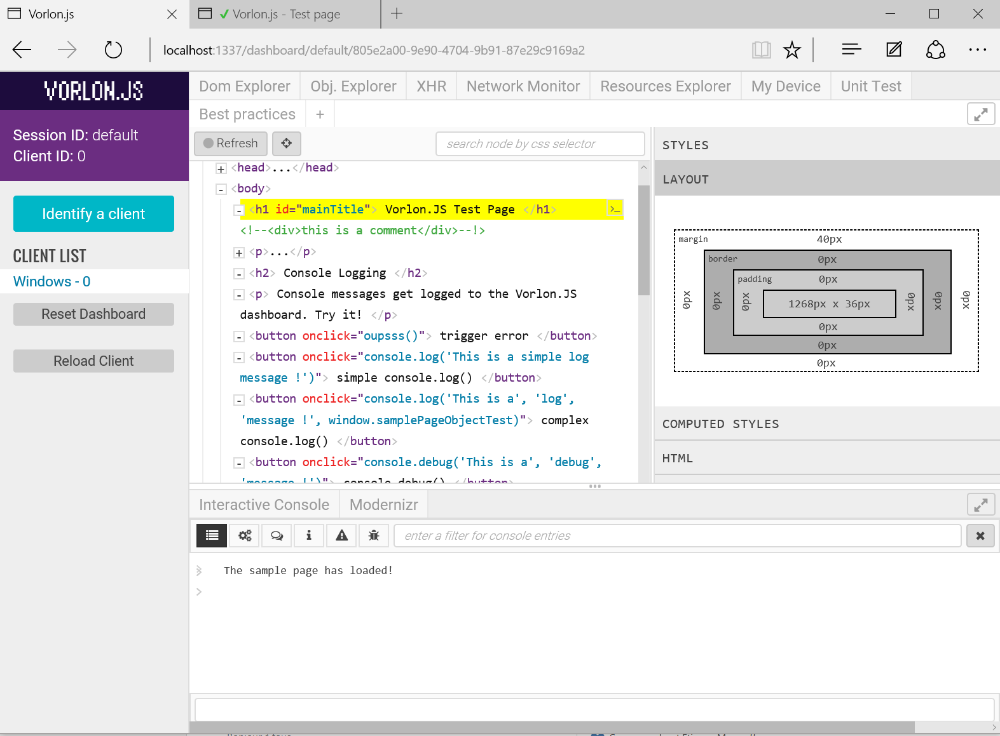 Vorlon.js
✓ Vorlon.js - Test page
localhost:1337/dashboard/default/805e2a00-9e90-4704-9b91-87e29c9169a2
VORLON.JS
Session ID: default
Client ID: 0
Identify a client
CLIENT LIST
Windows - 0
Reset Dashboard
Reload Client
Dom Explorer
Obj. Explorer
XHR
Network Monitor
Resources Explorer
My Device
Unit Test
Best practices
+
Refresh
search node by css selector
+ <head>...</head>
- <body>
- <h1 id="mainTitle"> Vorlon.JS Test Page </h1>
>_
<!--<div>this is a comment</div>--!>
+ <p>...</p>
- <h2> Console Logging </h2>
- <p> Console messages get logged to the Vorlon.JS
dashboard. Try it! </p>
- <button onclick="oupsss()"> trigger error </button>
- <button onclick="console.log('This is a simple log
message !')"> simple console.log() </button>
- <button onclick="console.log('This is a', 'log',
'message !', window.samplePageObjectTest)"> complex
console.log() </button>
- <button onclick="console.debug('This is a', 'debug',
'message !')"> console.debug() </button>
STYLES
LAYOUT
margin
40px
border
0px
padding
0px
0px
0px
0px
1268px x 36px
0px
0px
0px
0px
0px
0px
COMPUTED STYLES
HTML
Interactive Console
Modernizr
enter a filter for console entries
The sample page has loaded!
>